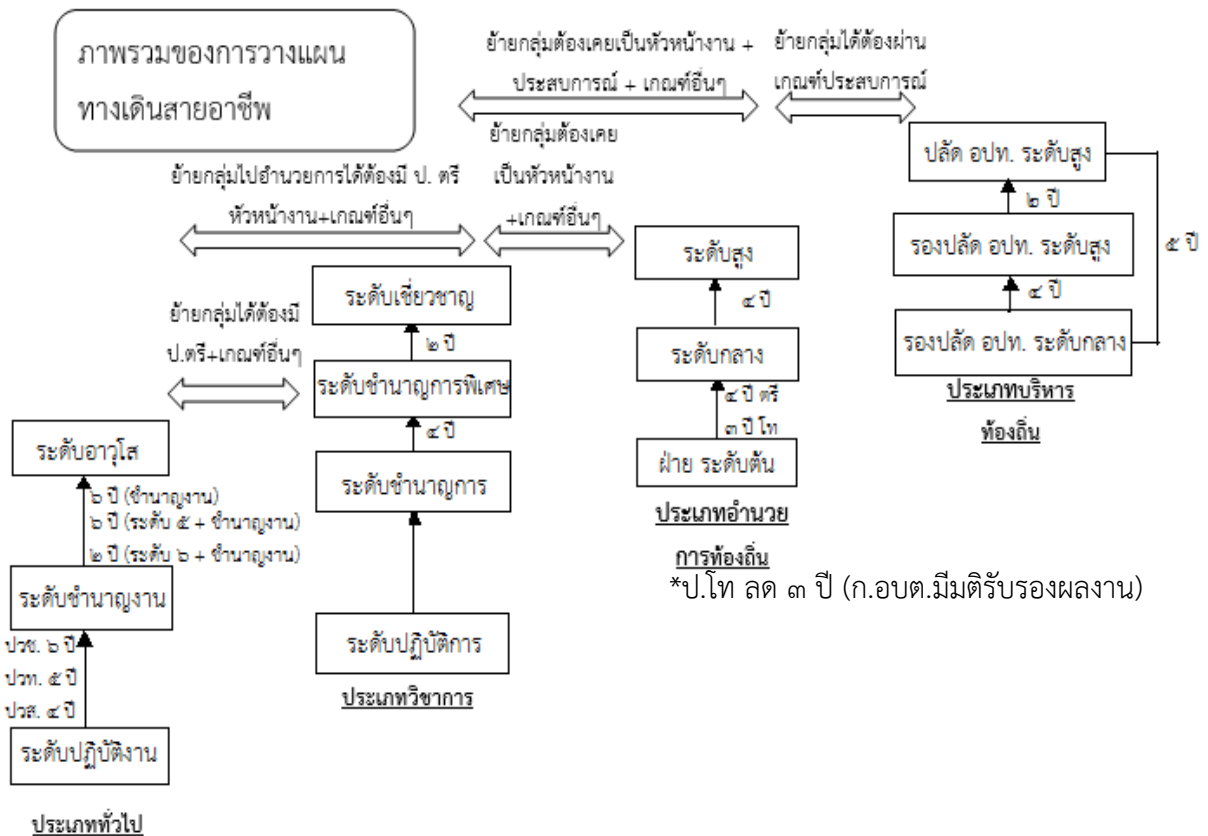 ภาพรวมของการวางแผน
ทางเดินสายอาชีพ
ย้ายกลุ่มต้องเคยเป็นหัวหน้างาน +
ประสบการณ์ + เกณฑ์อื่นๆ
ย้ายกลุ่มได้ต้องผ่าน
เกณฑ์ประสบการณ์
ย้ายกลุ่มไปอำนวยการได้ต้องมี ป. ตรี
หัวหน้างาน+เกณฑ์อื่นๆ
ย้ายกลุ่มต้องเคย
เป็นหัวหน้างาน
+เกณฑ์อื่นๆ
ย้ายกลุ่มได้ต้องมี
ป.ตรี+เกณฑ์อื่นๆ
ระดับอาวุโส
๖ ปี (ชำนาญงาน)
๖ ปี (ระดับ ๕ + ชำนาญงาน)
๒ ปี (ระดับ ๖ + ชำนาญงาน)
ระดับชำนาญงาน
ปวช. ๖ ปี
ปวท. ๕ ปี
ปวส. ๔ ปี
ระดับปฏิบัติงาน
ประเภททั่วไป
ระดับเชี่ยวชาญ
๒ ปี
ระดับชำนาญการพิเศษ
๔ ปี
ระดับชำนาญการ
ระดับปฏิบัติการ
ประเภทวิชาการ
ระดับสูง
๔ ปี
ระดับกลาง
๔ ปี ตรี
๓ ปี โท
ฝ่าย ระดับต้น
ประเภทอำนวย
การท้องถิ่น
*ป.โท ลด ๓ ปี (ก.อบต.มีมติรับรองผลงาน)
ปลัด อปท. ระดับสูง
๒ ปี
รองปลัด อปท. ระดับสูง
๕ ปี
๔ ปี
รองปลัด อปท. ระดับกลาง
ประเภทบริหาร
ท้องถิ่น